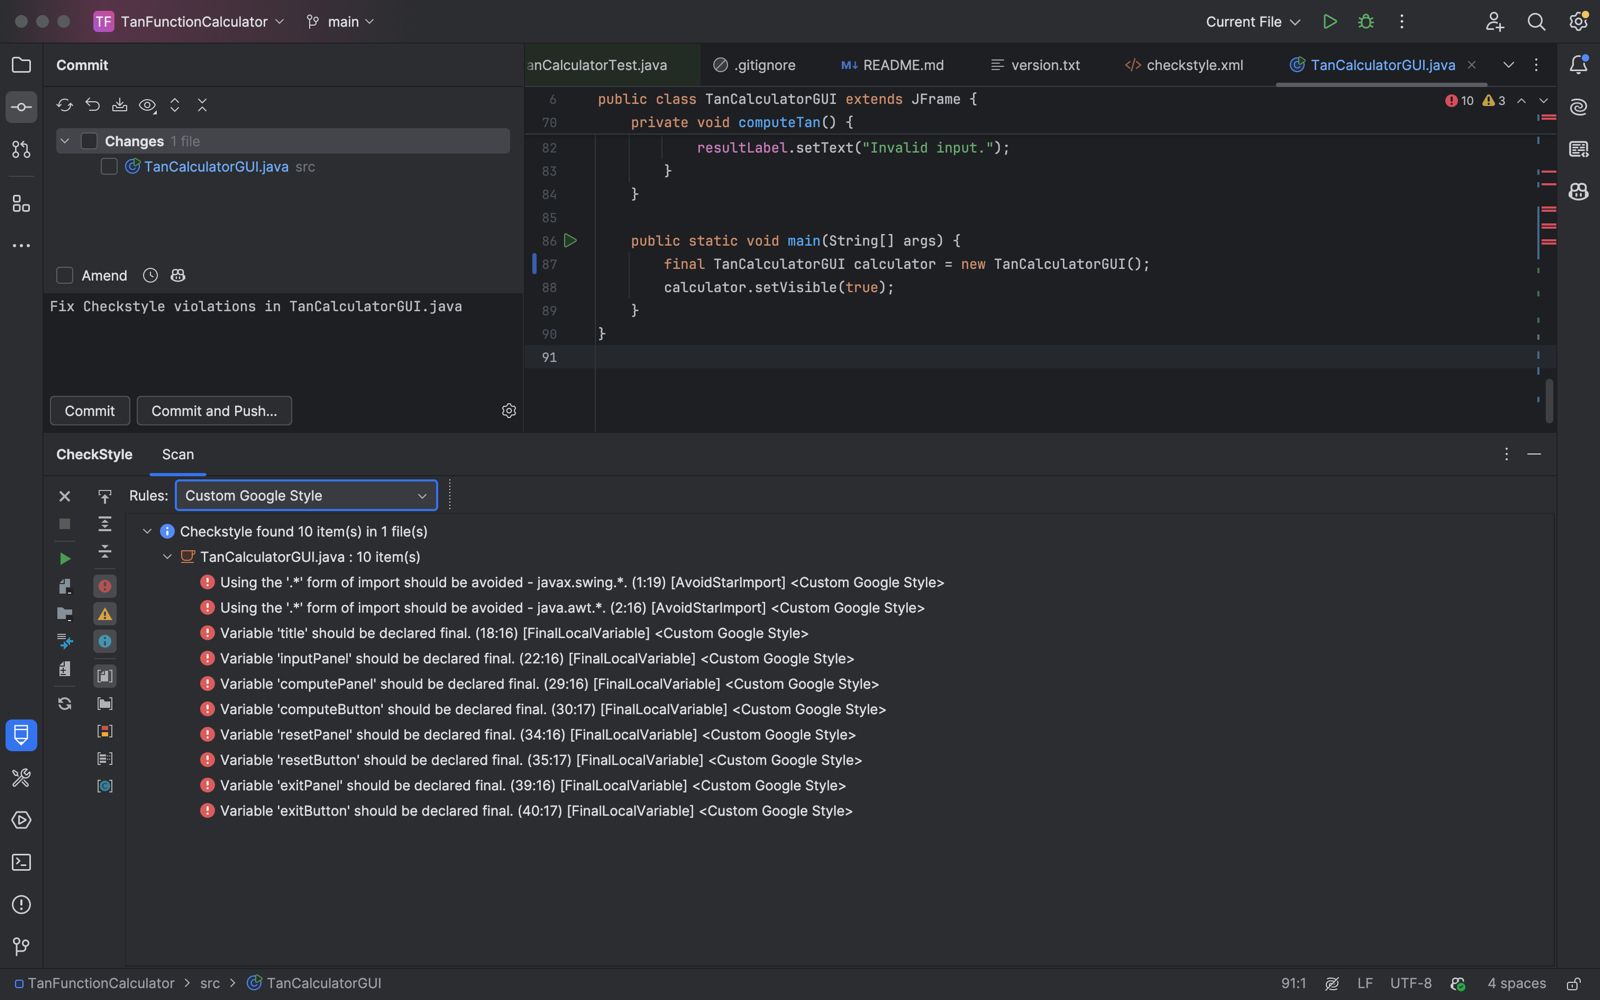 TF TanFunctionCalculator main Current File
Commit
anCalculatorTest.java .gitignore M↓ README.md version.txt </> checkstyle.xml TanCalculatorGUI.java
Changes 1 file
TanCalculatorGUI.java src
Amend
Fix Checkstyle violations in TanCalculatorGUI.java
Commit Commit and Push...
10 3
6 public class TanCalculatorGUI extends JFrame {
70 private void computeTan() {
82 resultLabel.setText("Invalid input.");
83 }
84 }
85
86 public static void main(String[] args) {
87 final TanCalculatorGUI calculator = new TanCalculatorGUI();
88 calculator.setVisible(true);
89 }
90 }
91
CheckStyle Scan
Rules: Custom Google Style
Checkstyle found 10 item(s) in 1 file(s)
TanCalculatorGUI.java : 10 item(s)
Using the '.*' form of import should be avoided - javax.swing.*. (1:19) [AvoidStarImport] <Custom Google Style>
Using the '.*' form of import should be avoided - java.awt.*. (2:16) [AvoidStarImport] <Custom Google Style>
Variable 'title' should be declared final. (18:16) [FinalLocalVariable] <Custom Google Style>
Variable 'inputPanel' should be declared final. (22:16) [FinalLocalVariable] <Custom Google Style>
Variable 'computePanel' should be declared final. (29:16) [FinalLocalVariable] <Custom Google Style>
Variable 'computeButton' should be declared final. (30:17) [FinalLocalVariable] <Custom Google Style>
Variable 'resetPanel' should be declared final. (34:16) [FinalLocalVariable] <Custom Google Style>
Variable 'resetButton' should be declared final. (35:17) [FinalLocalVariable] <Custom Google Style>
Variable 'exitPanel' should be declared final. (39:16) [FinalLocalVariable] <Custom Google Style>
Variable 'exitButton' should be declared final. (40:17) [FinalLocalVariable] <Custom Google Style>
TanFunctionCalculator > src > TanCalculatorGUI 91:1 LF UTF-8 4 spaces